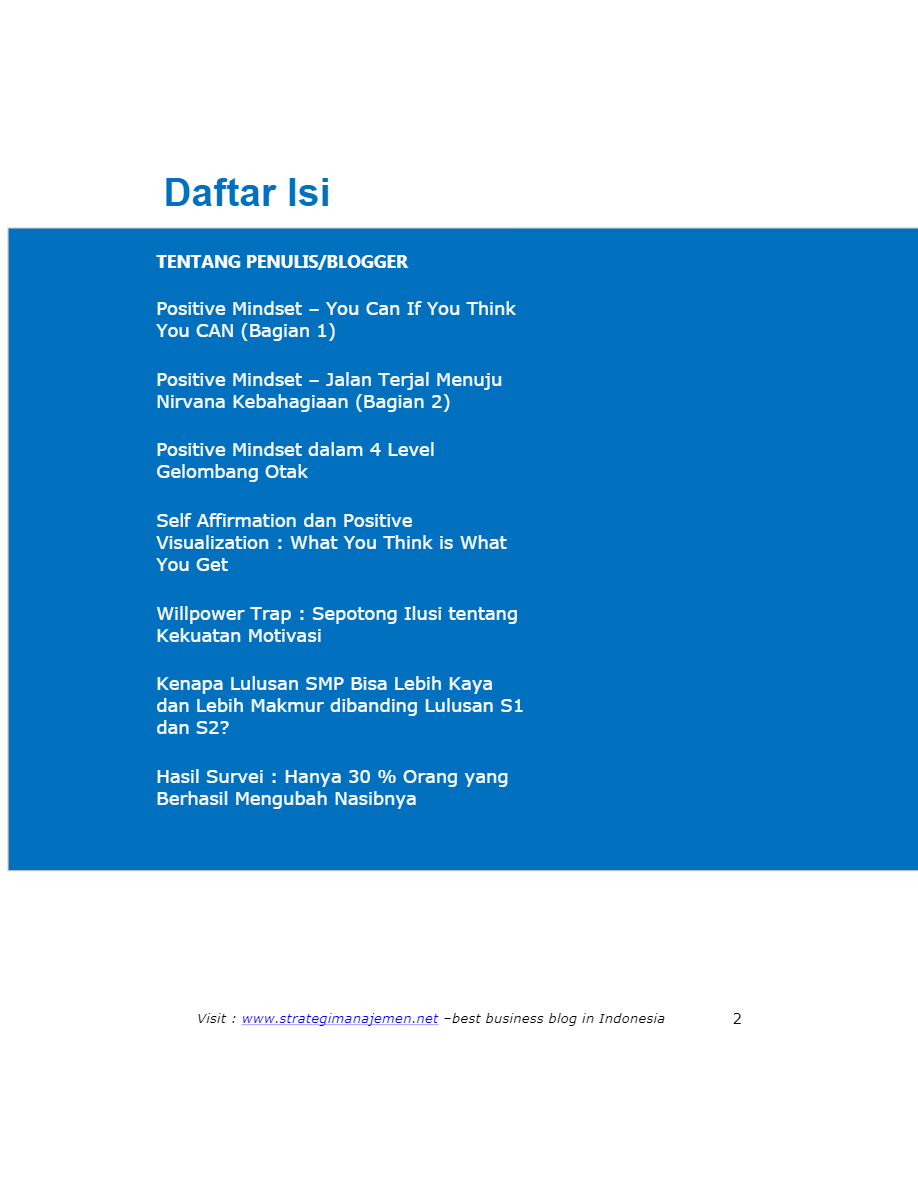 Daftar Isi
TENTANG PENULIS/BLOGGER
Positive Mindset – You Can If You Think
You CAN (Bagian 1)
Positive Mindset – Jalan Terjal Menuju
Nirvana Kebahagiaan (Bagian 2)
Positive Mindset dalam 4 Level
Gelombang Otak
Self Affirmation dan Positive
Visualization : What You Think is What
You Get
Willpower Trap : Sepotong Ilusi tentang
Kekuatan Motivasi
Kenapa Lulusan SMP Bisa Lebih Kaya
dan Lebih Makmur dibanding Lulusan S1
dan S2?
Hasil Survei : Hanya 30 % Orang yang
Berhasil Mengubah Nasibnya
Visit : www.strategimanajemen.net –best business blog in Indonesia 2